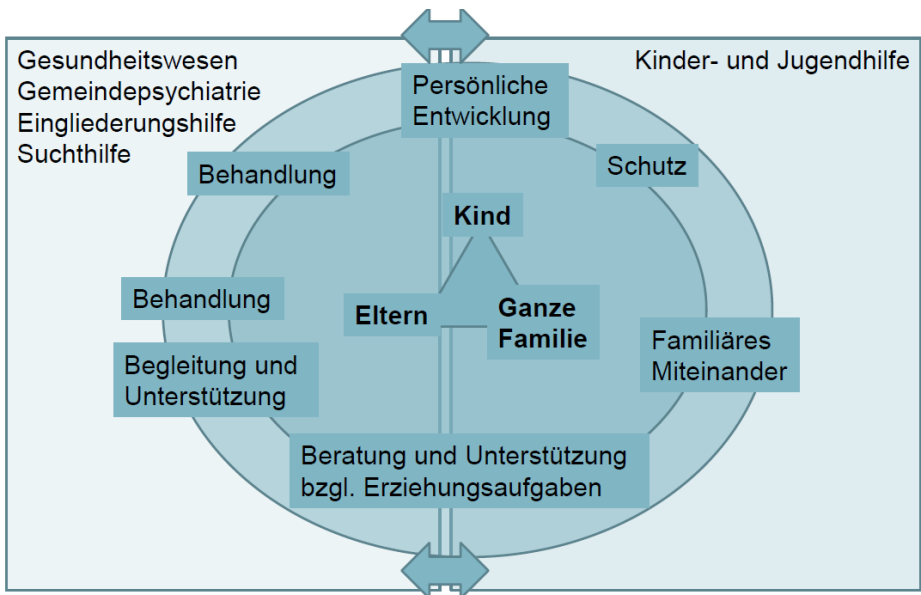 Gesundheitswesen
Gemeindepsychiatrie
Eingliederungshilfe
Suchthilfe
Kinder- und Jugendhilfe
Persönliche
Entwicklung
Behandlung
Schutz
Kind
Behandlung
Eltern
Ganze
Familie
Begleitung und
Unterstützung
Familiäres
Miteinander
Beratung und Unterstützung
bzgl. Erziehungsaufgaben